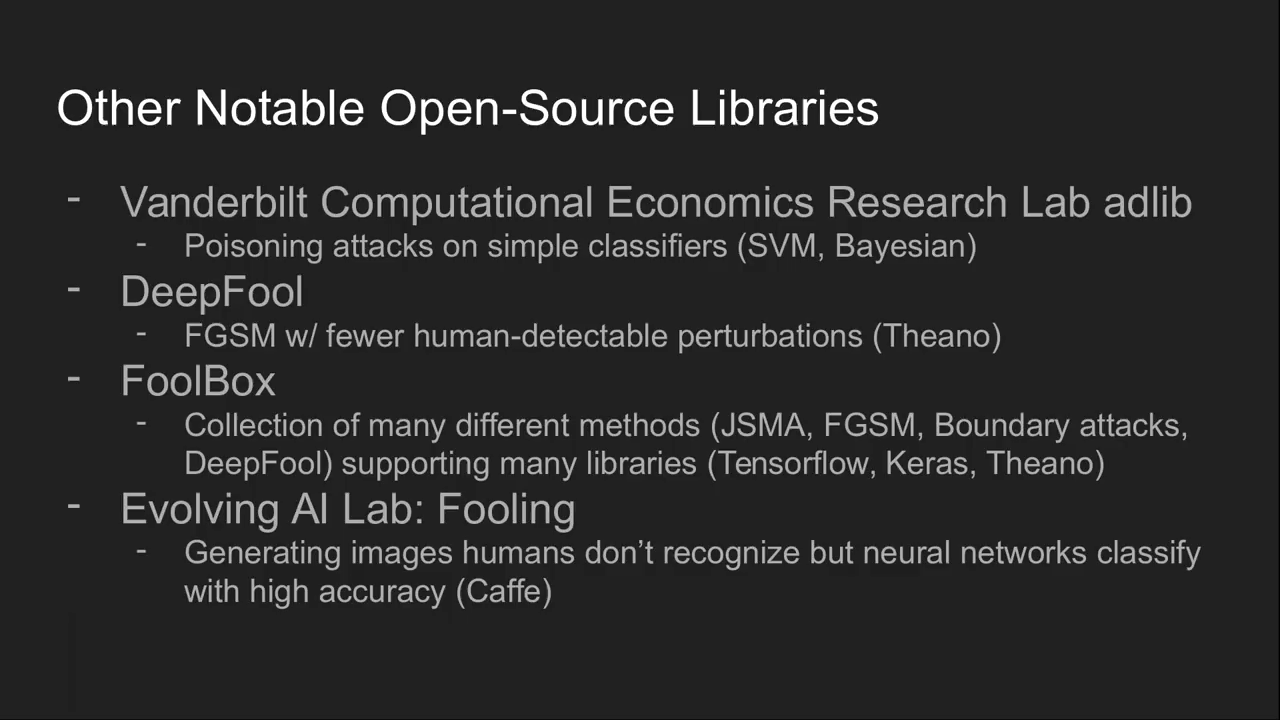 Other Notable Open-Source Libraries
- Vanderbilt Computational Economics Research Lab adlib
- Poisoning attacks on simple classifiers (SVM, Bayesian)
- DeepFool
- FGSM w/ fewer human-detectable perturbations (Theano)
- FoolBox
- Collection of many different methods (JSMA, FGSM, Boundary attacks,
DeepFool) supporting many libraries (Tensorflow, Keras, Theano)
- Evolving AI Lab: Fooling
- Generating images humans don’t recognize but neural networks classify
with high accuracy (Caffe)